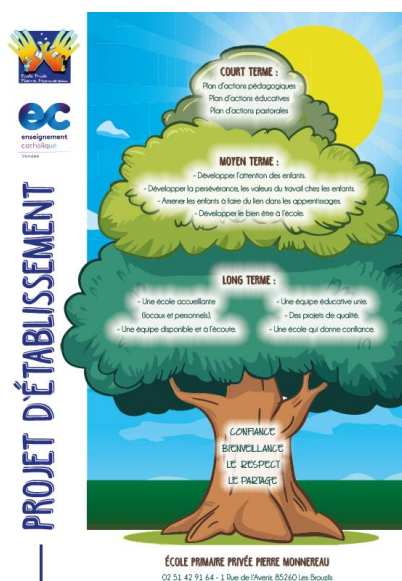 École Privée
Pierre Monnereau
ec
enseignement
catholique
Vendée
PROJET D'ÉTABLISSEMENT
COURT TERME :
Plan d'actions pédagogiques
Plan d'actions éducatives
Plan d'actions pastorales
MOYEN TERME :
- Développer l'attention des enfants.
- Développer la persévérance, les valeurs du travail chez les enfants.
- Amener les enfants à faire du lien dans les apprentissages.
- Développer le bien être à l'école.
LONG TERME :
- Une école accueillante
(locaux et personnels).
- Une équipe disponible et à l'écoute.
- Une équipe éducative unie.
- Des projets de qualité.
- Une école qui donne confiance.
CONFIANCE
BIENVEILLANCE
LE RESPECT
LE PARTAGE
ÉCOLE PRIMAIRE PRIVÉE PIERRE MONNEREAU
02 51 42 91 64 - 1 Rue de l'Avenir, 85260 Les Brouzils